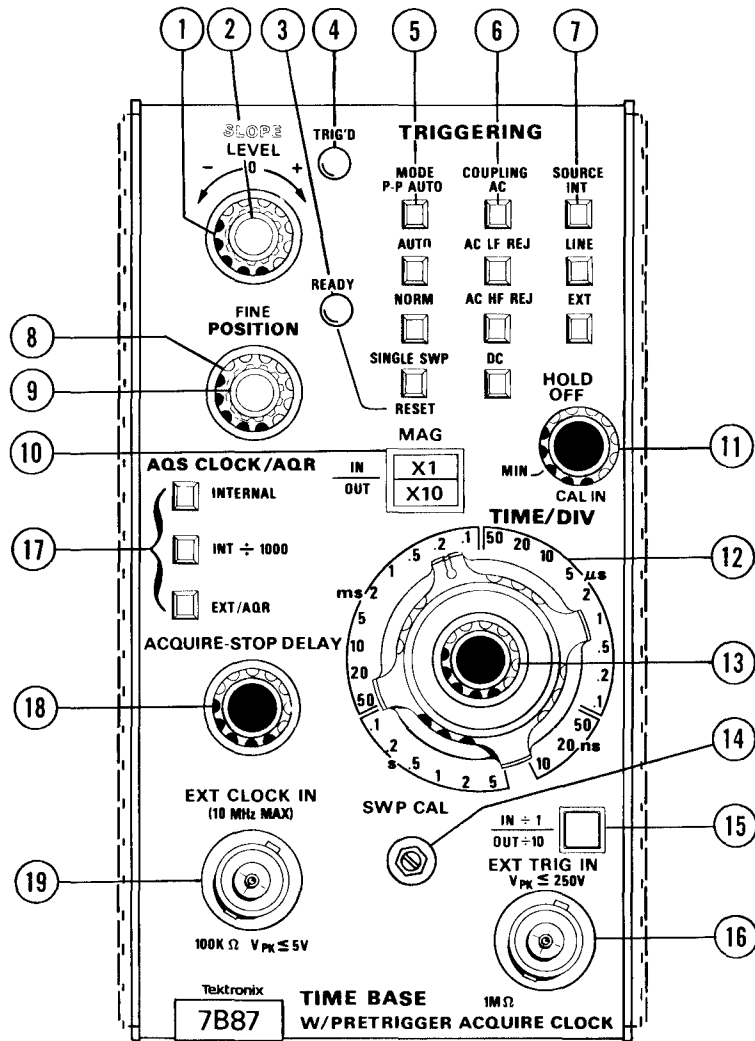 1 2 3 4 5 6 7
SLOPE
LEVEL
- 0 +
TRIG'D
TRIGGERING
MODE
P-P AUTO
COUPLING
AC
SOURCE
INT
AUTO
AC LF REJ
LINE
READY
NORM
AC HF REJ
EXT
8
FINE
POSITION
9
SINGLE SWP
DC
RESET
HOLD
OFF
10
MAG
IN
OUT
X1
X10
MIN
11
CAL IN
AQS CLOCK/AQR
INTERNAL
17
INT ÷ 1000
EXT/AQR
TIME/DIV
12
.1 .2 .5 1 ms 2 5 10 20 50
50 20 10 5 µs 2 1 .5 .2 .1
50 20 ns 10
.1 .2 s .5 1 2 5
13
ACQUIRE-STOP DELAY
18
14
EXT CLOCK IN
(10 MHz MAX)
SWP CAL
IN ÷ 1
OUT÷10
15
EXT TRIG IN
VPK ≤ 250V
19
16
100K Ω VPK ≤ 5V
Tektronix
7B87
TIME BASE
1MΩ
W/PRETRIGGER ACQUIRE CLOCK